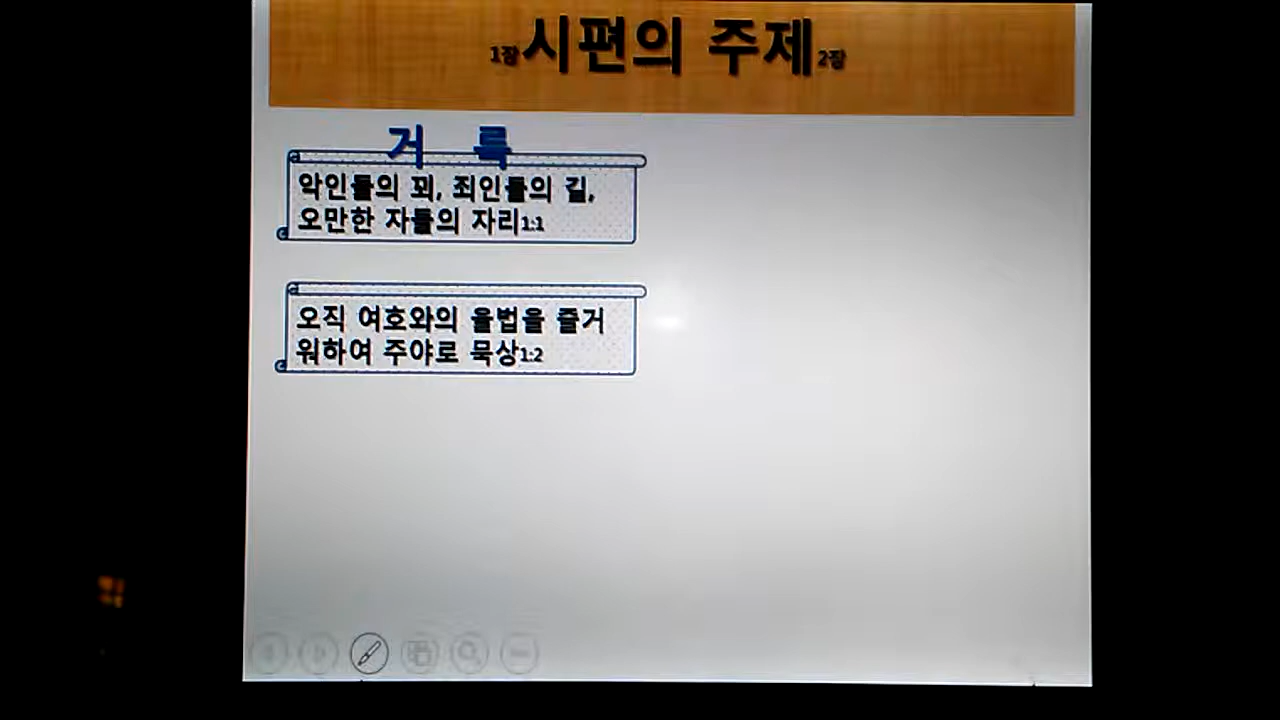 1장시편의 주제2장
거 룩
악인들의 꾀, 죄인들의 길,
오만한 자들의 자리1:1
오직 여호와의 율법을 즐거
워하여 주야로 묵상1:2